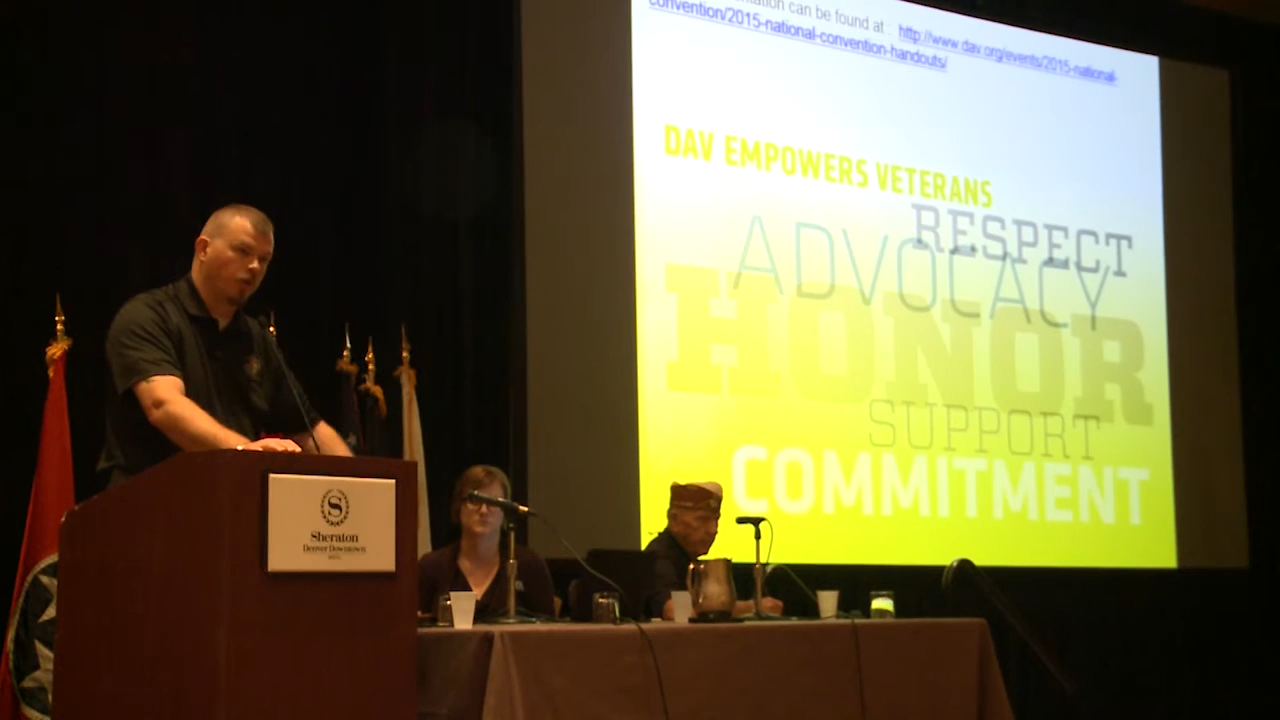 entation can be found at : http://www.dav.org/events/2015-national-
convention/2015-national-convention-handouts/
DAV EMPOWERS VETERANS
RESPECT
ADVOCACY
HONOR
SUPPORT
COMMITMENT
S
Sheraton
Denver Downtown